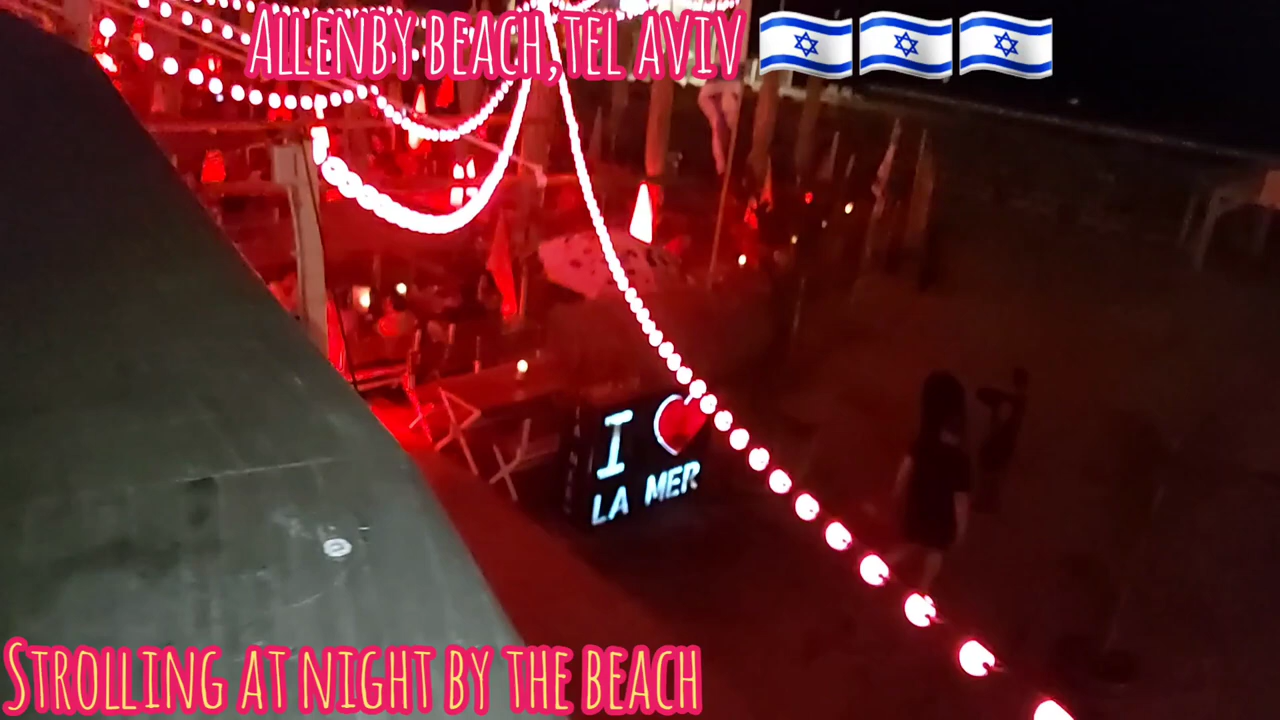 ALLENBY BEACH, TEL AVIV 🇮🇱🇮🇱🇮🇱
I ❤
LA MER
STROLLING AT NIGHT BY THE BEACH